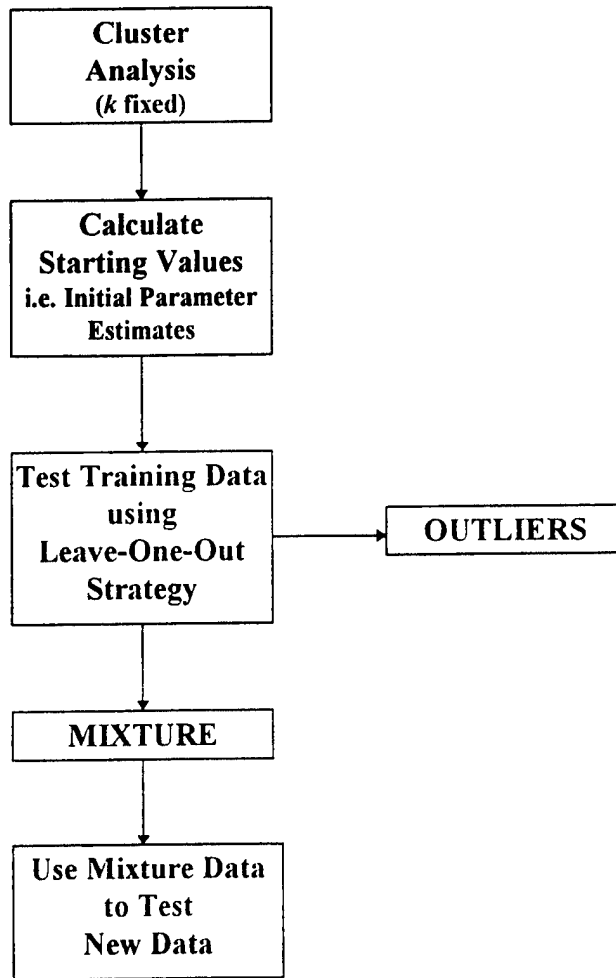 Cluster
Analysis
(k fixed)
Calculate
Starting Values
i.e. Initial Parameter
Estimates
Test Training Data
using
Leave-One-Out
Strategy
OUTLIERS
MIXTURE
Use Mixture Data
to Test
New Data